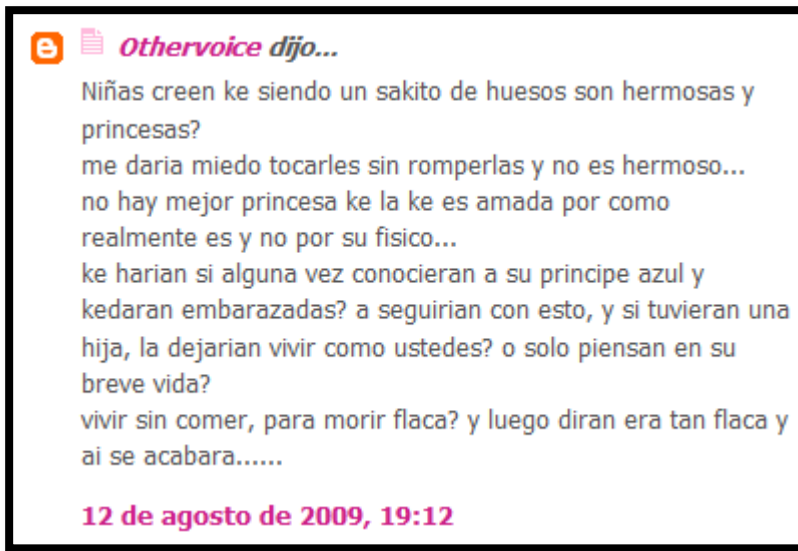 Othervoice dijo...
Niñas creen ke siendo un sakito de huesos son hermosas y
princesas?
me daria miedo tocarles sin romperlas y no es hermoso...
no hay mejor princesa ke la ke es amada por como
realmente es y no por su fisico...
ke harian si alguna vez conocieran a su principe azul y
kedaran embarazadas? a seguirian con esto, y si tuvieran una
hija, la dejarian vivir como ustedes? o solo piensan en su
breve vida?
vivir sin comer, para morir flaca? y luego diran era tan flaca y
ai se acabara......
12 de agosto de 2009, 19:12